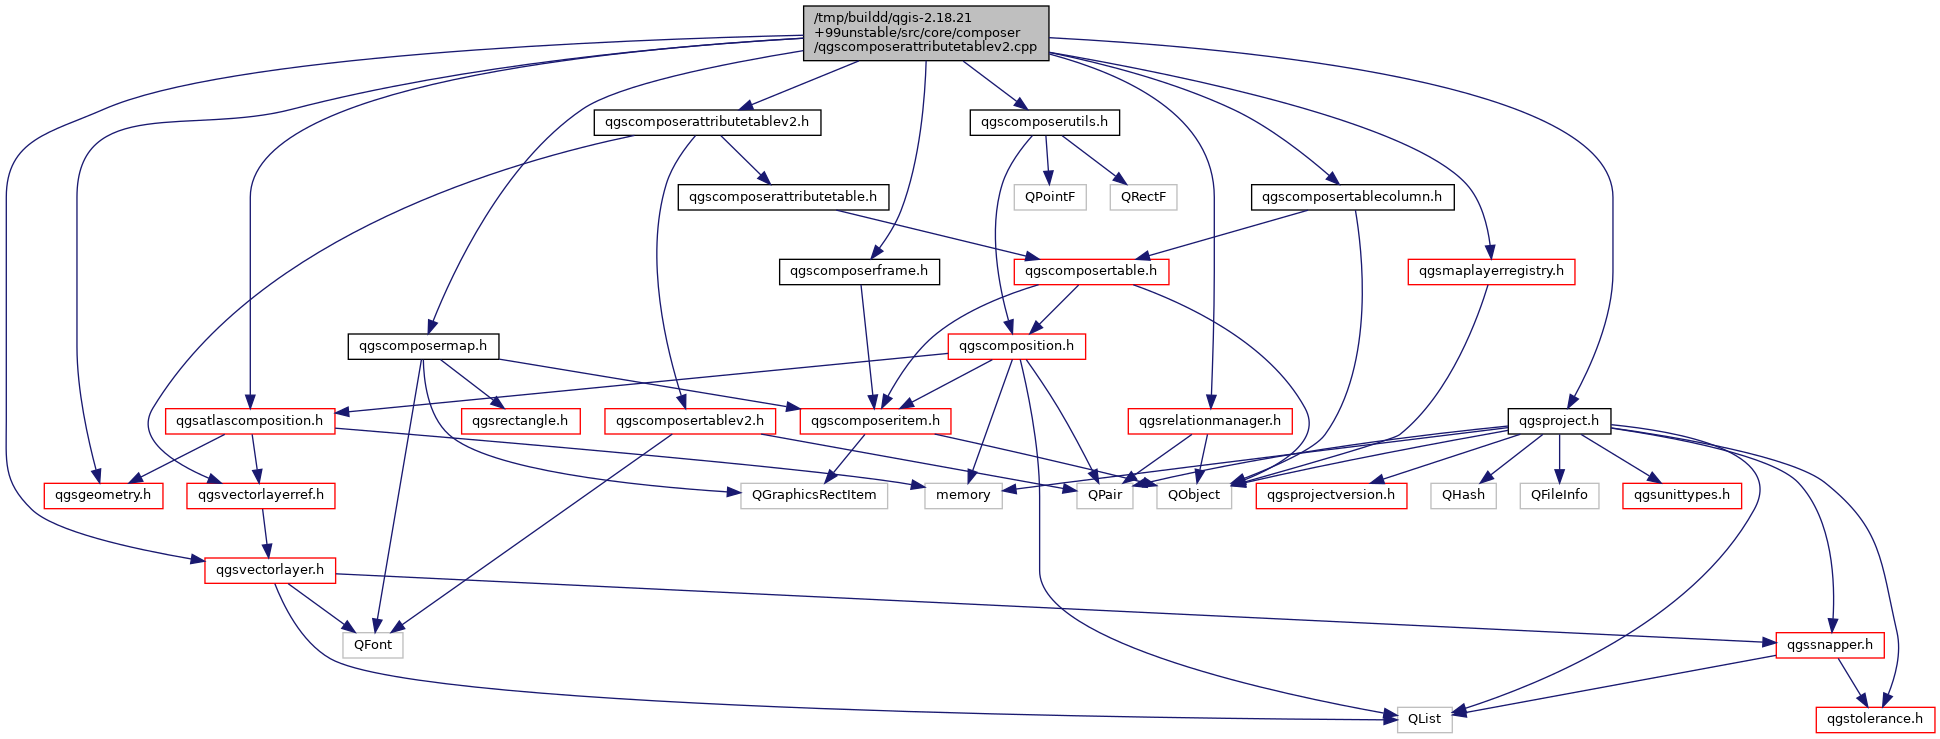 /tmp/buildd/qgis-2.18.21
+99unstable/src/core/composer
/qgscomposerattributetablev2.cpp
qgscomposerattributetablev2.h
qgscomposerutils.h
qgscomposerattributetable.h
QPointF
QRectF
qgscomposertablecolumn.h
qgscomposerframe.h
qgscomposertable.h
qgsmaplayerregistry.h
qgscomposermap.h
qgscomposition.h
qgsatlascomposition.h
qgsrectangle.h
qgscomposertablev2.h
qgscomposeritem.h
qgsrelationmanager.h
qgsproject.h
qgsgeometry.h
qgsvectorlayerref.h
QGraphicsRectItem
memory
QPair
QObject
qgsprojectversion.h
QHash
QFileInfo
qgsunittypes.h
qgsvectorlayer.h
QFont
qgssnapper.h
QList
qgstolerance.h